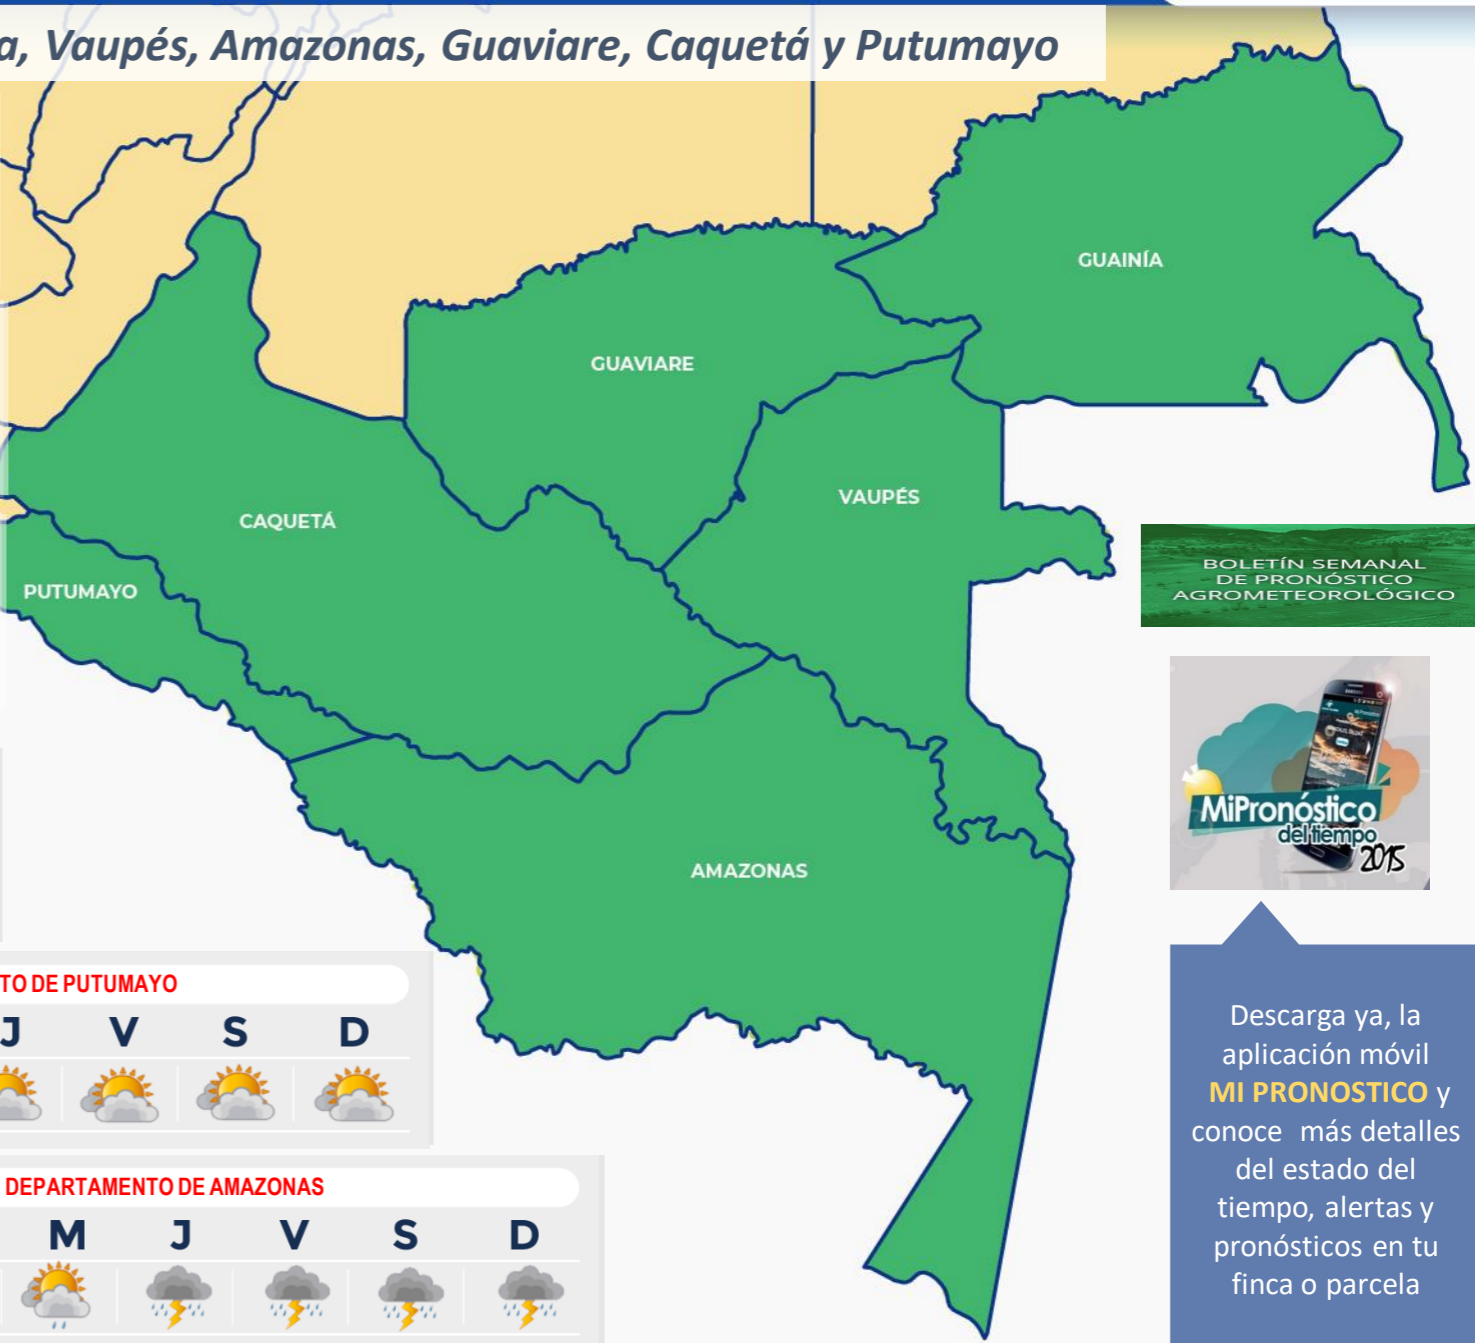 a, Vaupés, Amazonas, Guaviare, Caquetá y Putumayo
GUAINÍA
GUAVIARE
VAUPÉS
CAQUETÁ
PUTUMAYO
AMAZONAS
BOLETÍN SEMANAL
DE PRONÓSTICO
AGROMETEOROLÓGICO
MiPronóstico
del tiempo
2015
Descarga ya, la
aplicación móvil
MI PRONOSTICO y
conoce más detalles
del estado del
tiempo, alertas y
pronósticos en tu
finca o parcela
TO DE PUTUMAYO
J V S D
DEPARTAMENTO DE AMAZONAS
M J V S D